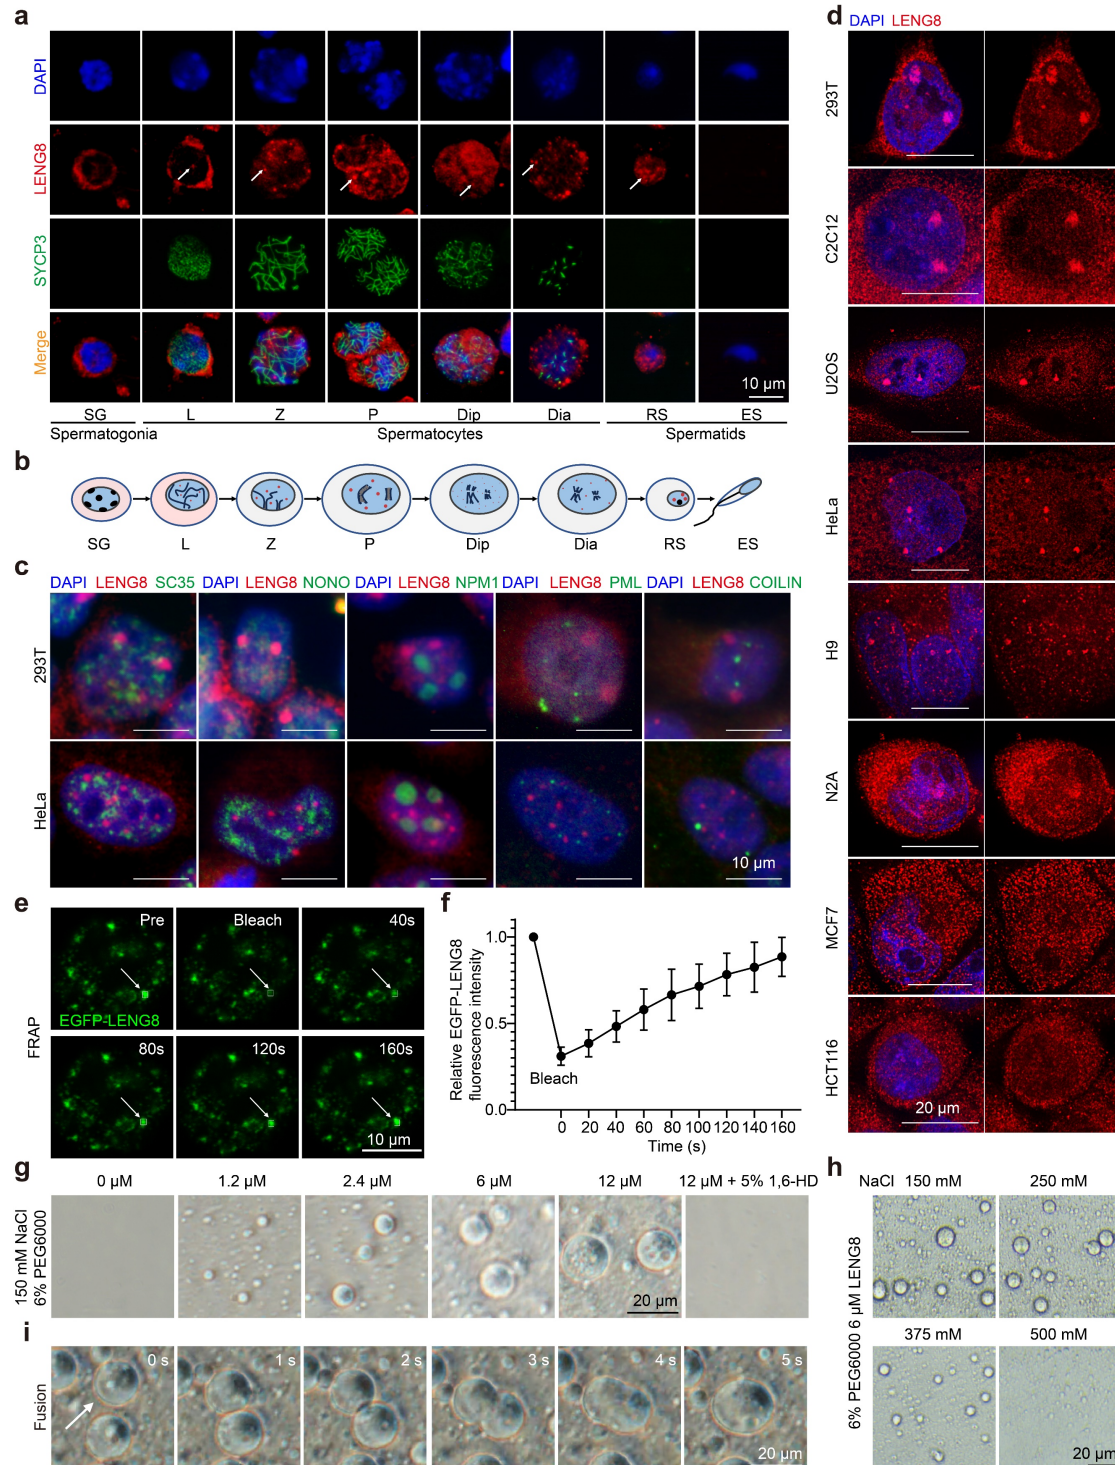 a
DAPI
LENG8
SYCP3
Merge
10 µm
SG L Z P Dip Dia RS ES
Spermatogonia Spermatocytes Spermatids
b
SG L Z P Dip Dia RS ES
c
DAPI LENG8 SC35 DAPI LENG8 NONO DAPI LENG8 NPM1 DAPI LENG8 PML DAPI LENG8 COILIN
293T
HeLa
10 µm
d
DAPI LENG8
293T
C2C12
U2OS
HeLa
H9
N2A
MCF7
HCT116
20 µm
e
FRAP
Pre Bleach 40s
EGFP-LENG8
80s 120s 160s
10 µm
f
Relative EGFP-LENG8
fluorescence intensity
1.0
0.5
0.0
Bleach
0 20 40 60 80 100 120 140 160
Time (s)
g
0 µM 1.2 µM 2.4 µM 6 µM 12 µM 12 µM + 5% 1,6-HD
150 mM NaCl
6% PEG6000
20 µm
h
NaCl 150 mM 250 mM
6% PEG6000 6 µM LENG8
375 mM 500 mM
20 µm
i
Fusion
0 s 1 s 2 s 3 s 4 s 5 s
20 µm